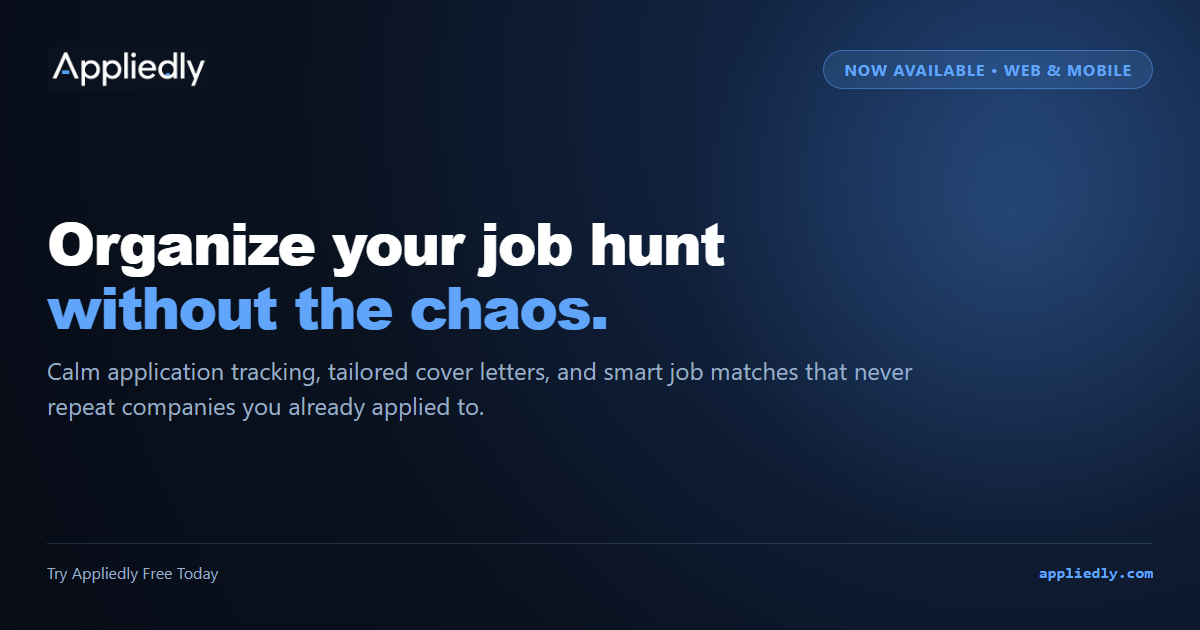 Appliedly
NOW AVAILABLE • WEB & MOBILE
Organize your job hunt
without the chaos.
Calm application tracking, tailored cover letters, and smart job matches that never
repeat companies you already applied to.
Try Appliedly Free Today
appliedly.com